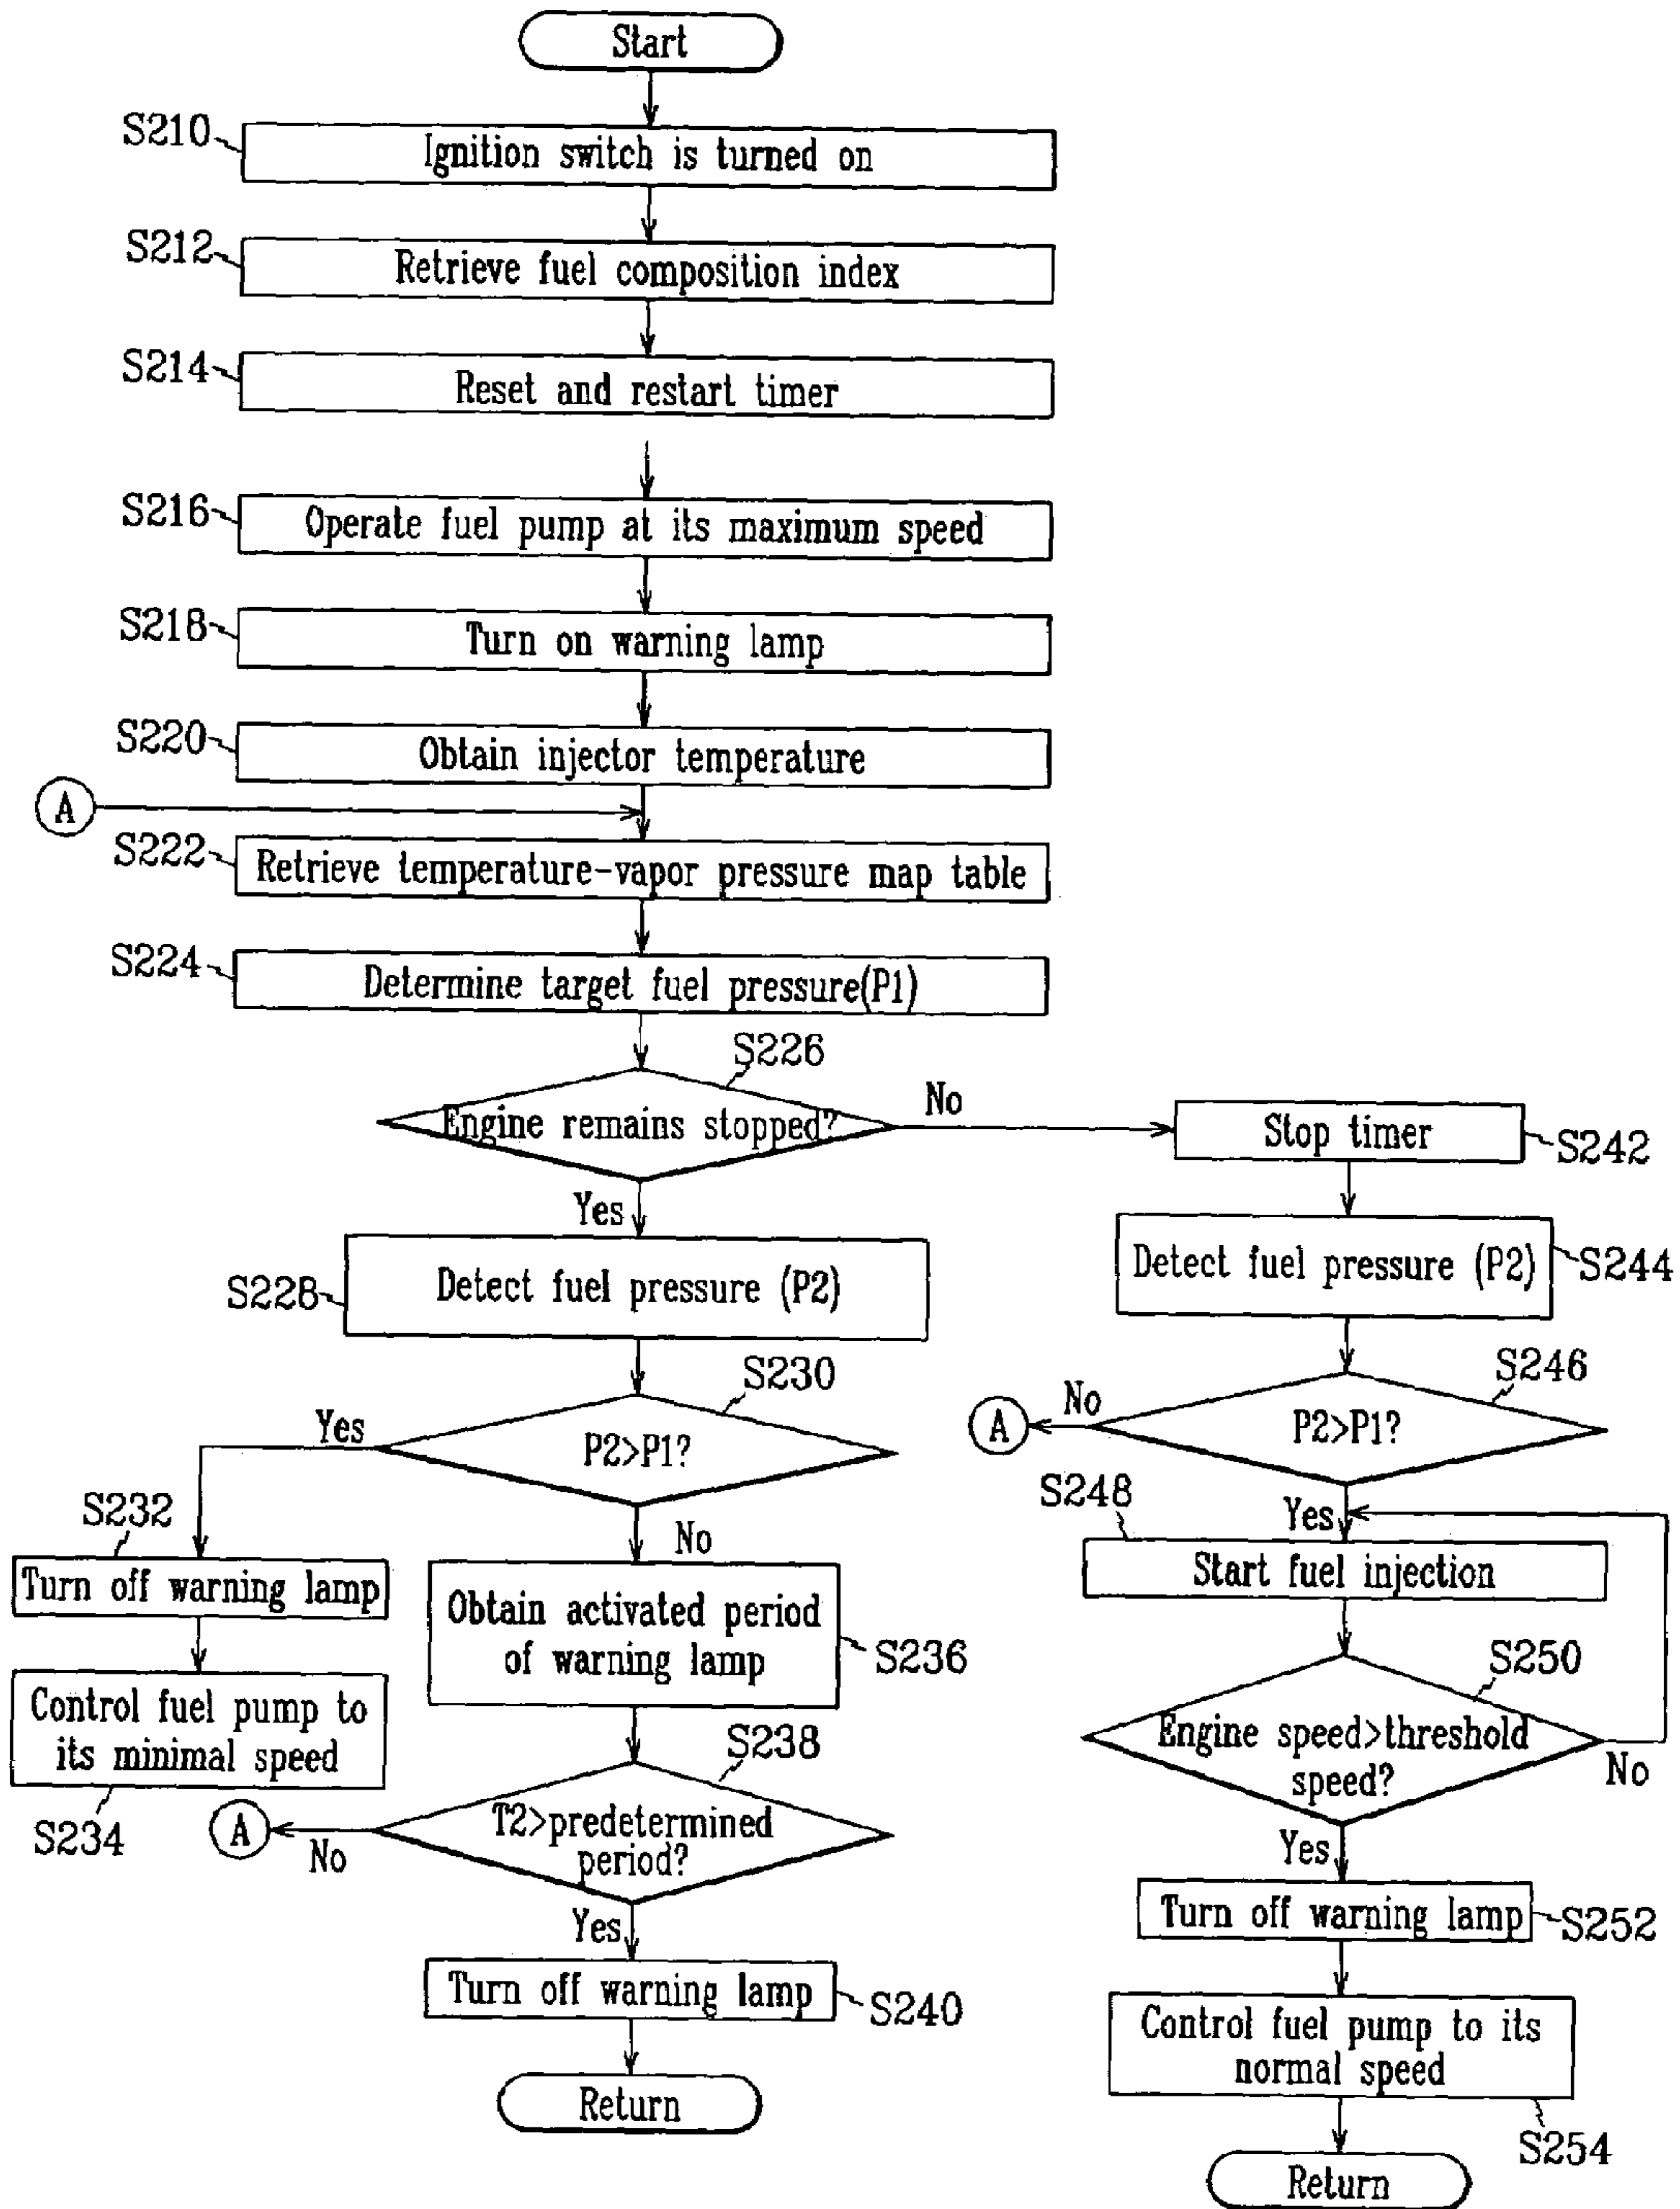 Start
S210
Ignition switch is turned on
S212
Retrieve fuel composition index
S214
Reset and restart timer
S216
Operate fuel pump at its maximum speed
S218
Turn on warning lamp
S220
Obtain injector temperature
A
S222
Retrieve temperature-vapor pressure map table
S224
Determine target fuel pressure(P1)
S226
Engine remains stopped?
No
Stop timer
S242
Yes
S228
Detect fuel pressure (P2)
Detect fuel pressure (P2)
S244
S230
Yes
P2>P1?
S246
A
No
P2>P1?
S232
Turn off warning lamp
No
Obtain activated period
of warning lamp
S236
S248
Yes
Start fuel injection
Control fuel pump to
its minimal speed
S234
S238
A
No
T2>predetermined
period?
S250
Engine speed>threshold
speed?
No
Yes
Turn off warning lamp
S240
Return
Yes
Turn off warning lamp
S252
Control fuel pump to its
normal speed
S254
Return